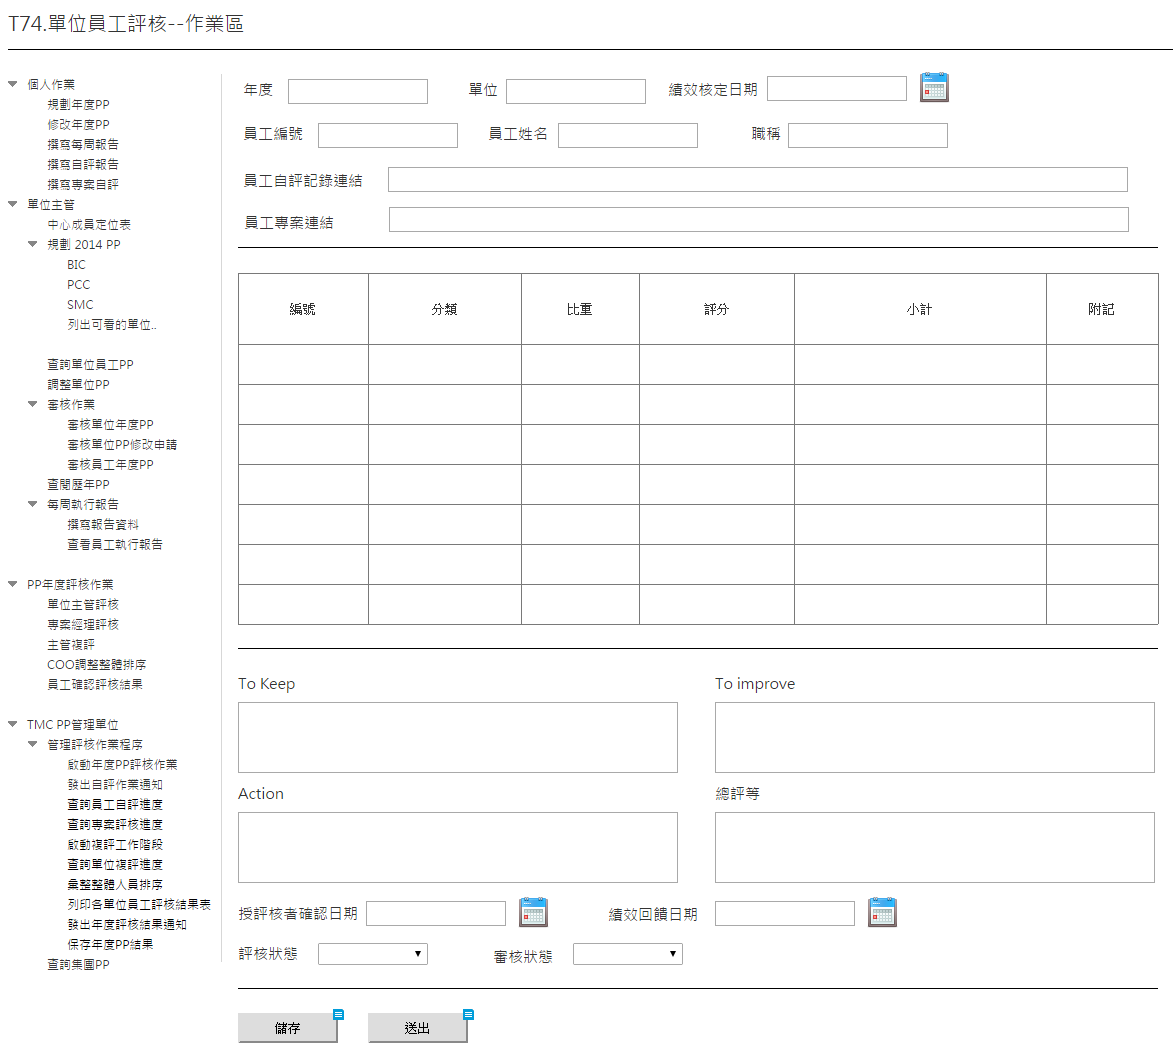 T74.單位員工評核--作業區
個人作業
規劃年度PP
修改年度PP
撰寫每周報告
撰寫自評報告
撰寫專案自評
單位主管
中心成員定位表
規劃 2014 PP
BIC
PCC
SMC
列出可看的單位..
查詢單位員工PP
調整單位PP
審核作業
審核單位年度PP
審核單位PP修改申請
審核員工年度PP
查閱歷年PP
每周執行報告
撰寫報告資料
查看員工執行報告
PP年度評核作業
單位主管評核
專案經理評核
主管複評
COO調整整體排序
員工確認評核結果
TMC PP管理單位
管理評核作業程序
啟動年度PP評核作業
發出自評作業通知
查詢員工自評進度
查詢專案評核進度
啟動複評工作階段
查詢單位複評進度
彙整整體人員排序
列印各單位員工評核結果表
發出年度評核結果通知
保存年度PP結果
查詢集團PP
年度 單位 績效核定日期
員工編號 員工姓名 職稱
員工自評記錄連結
員工專案連結
編號 分類 比重 評分 小計 附記
To Keep To improve
Action 總評等
授評核者確認日期 績效回饋日期
評核狀態 審核狀態
儲存 送出